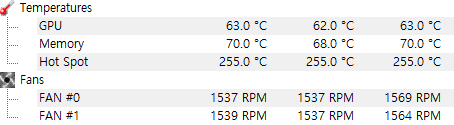 Temperatures
GPU 63.0 °C 62.0 °C 63.0 °C
Memory 70.0 °C 68.0 °C 70.0 °C
Hot Spot 255.0 °C 255.0 °C 255.0 °C
Fans
FAN #0 1537 RPM 1537 RPM 1569 RPM
FAN #1 1539 RPM 1537 RPM 1564 RPM